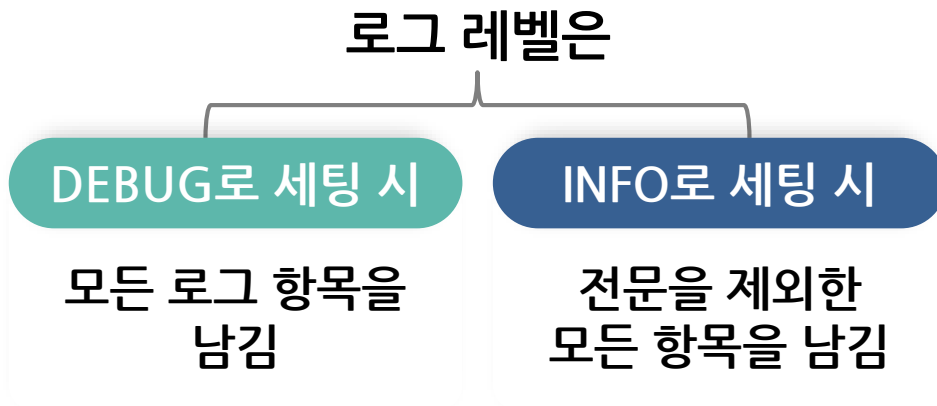 로그 레벨은
DEBUG로 세팅 시
모든 로그 항목을
남김
INFO로 세팅 시
전문을 제외한
모든 항목을 남김